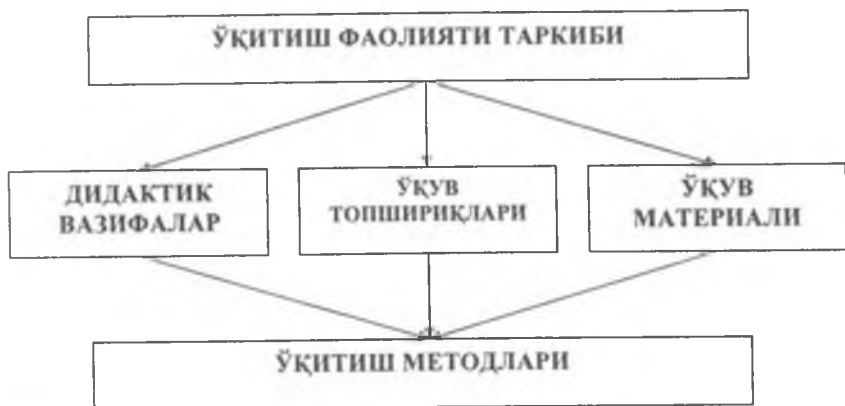 ЎҚИТИШ ФАОЛИЯТИ ТАРКИБИ
ДИДАКТИК
ВАЗИФАЛАР
ЎҚУВ
ТОПШИРИҚЛАРИ
ЎҚУВ
МАТЕРИАЛИ
ЎҚИТИШ МЕТОДЛАРИ